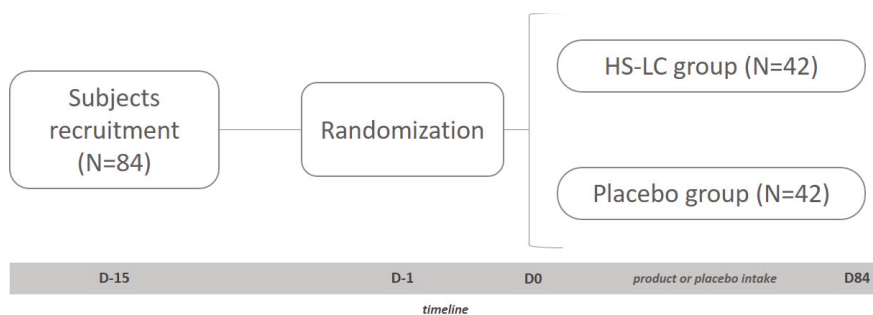 Subjects
recruitment
(N=84)
Randomization
HS-LC group (N=42)
Placebo group (N=42)
D-15
D-1
D0
product or placebo intake
D84
timeline